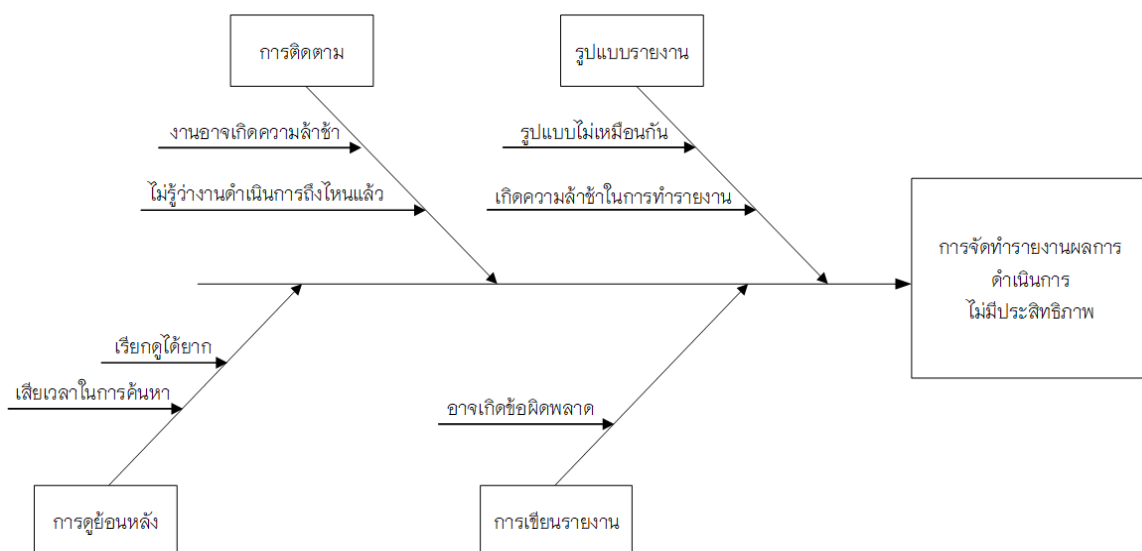 การติดตาม
รูปแบบรายงาน
งานอาจเกิดความล้าช้า
รูปแบบไม่เหมือนกัน
ไม่รู้ว่างานดำเนินการถึงไหนแล้ว
เกิดความล้าช้าในการทำรายงาน
การจัดทำรายงานผลการ
ดำเนินการ
ไม่มีประสิทธิภาพ
เรียกดูได้ยาก
เสียเวลาในการค้นหา
อาจเกิดข้อผิดพลาด
การดูย้อนหลัง
การเขียนรายงาน